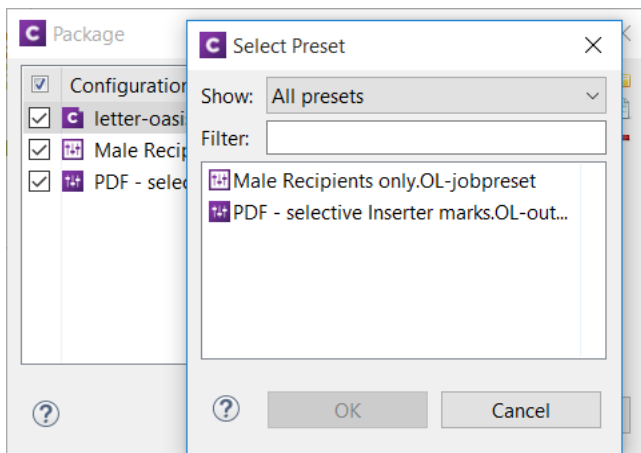 Package
Configuration
letter-oasi
Male Recip
PDF - selec
Select Preset
Show: All presets
Filter:
Male Recipients only.OL-jobpreset
PDF - selective Inserter marks.OL-out...
OK
Cancel